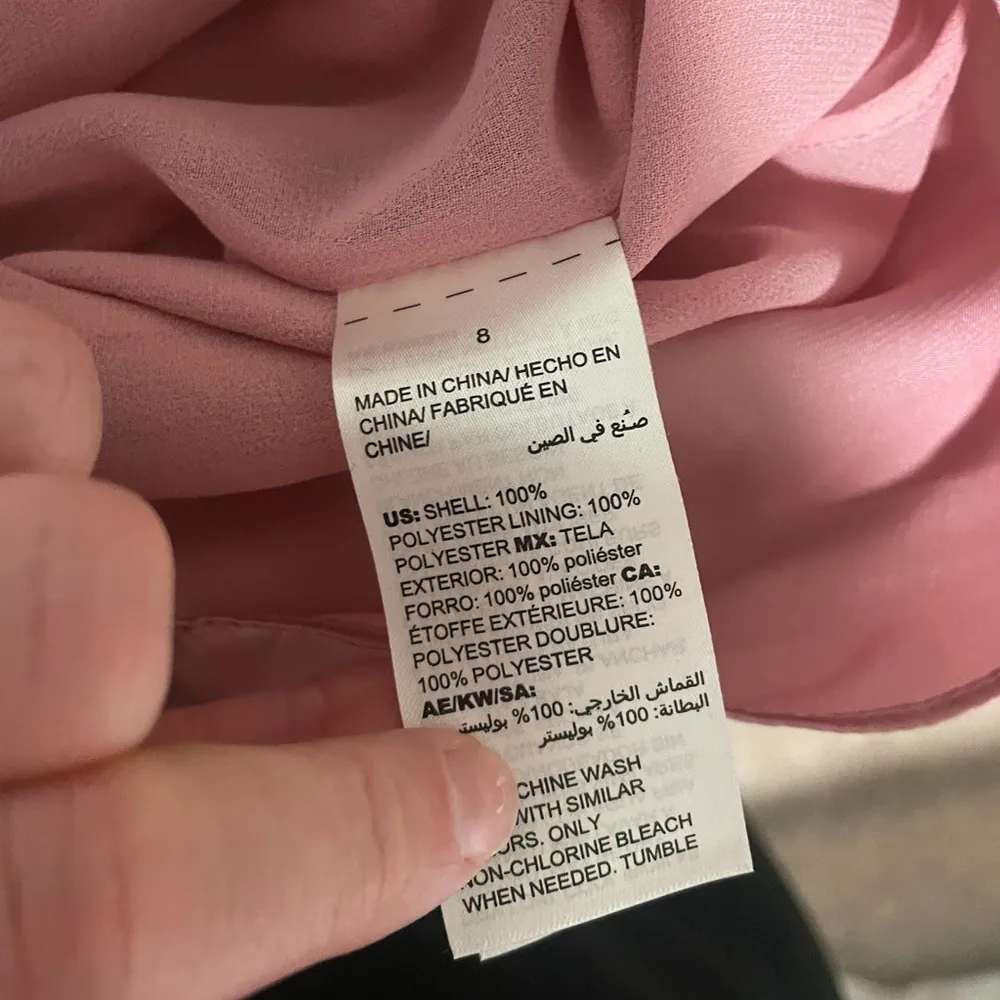 8
MADE IN CHINA/ HECHO EN
CHINA/ FABRIQUÉ EN
CHINE/
صُنع في الصين
US: SHELL: 100%
POLYESTER LINING: 100%
POLYESTER MX: TELA
EXTERIOR: 100% poliéster
FORRO: 100% poliéster CA:
ÉTOFFE EXTÉRIEURE: 100%
POLYESTER DOUBLURE:
100% POLYESTER
AE/KW/SA:
القماش الخارجي: 100% بوليستر
البطانة: 100% بوليستر
CHINE WASH
WITH SIMILAR
URS. ONLY
NON-CHLORINE BLEACH
WHEN NEEDED. TUMBLE